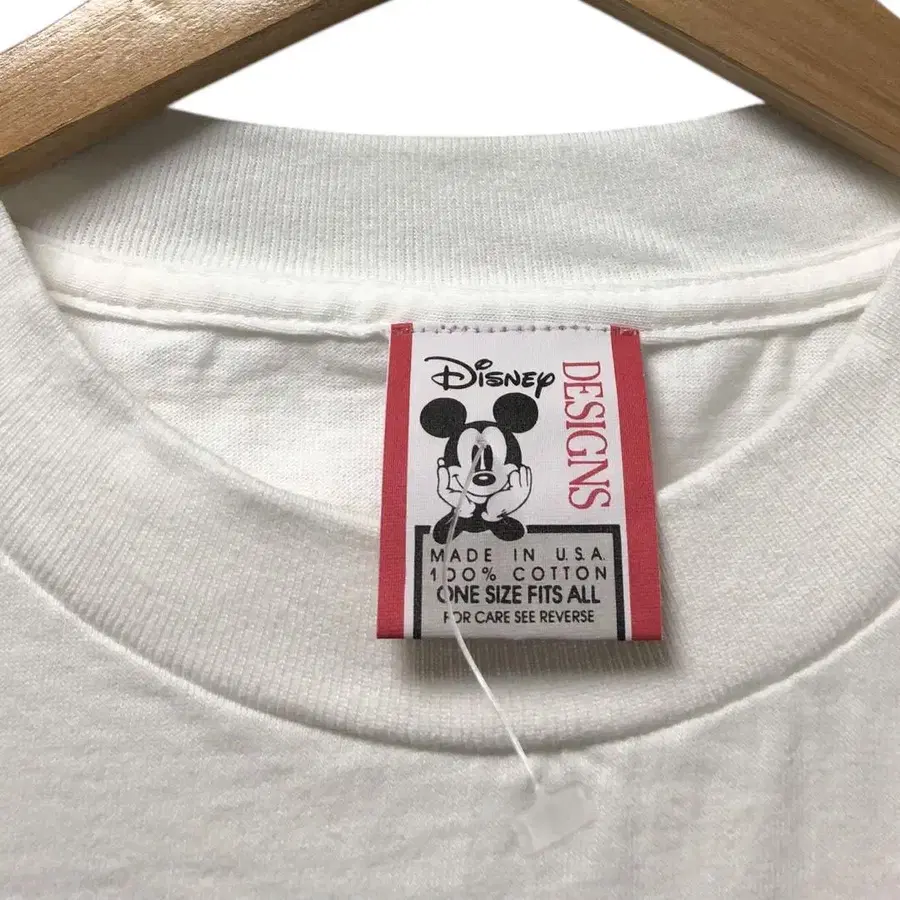 Disney
DESIGNS
MADE IN U.S.A.
100% COTTON
ONE SIZE FITS ALL
FOR CARE SEE REVERSE